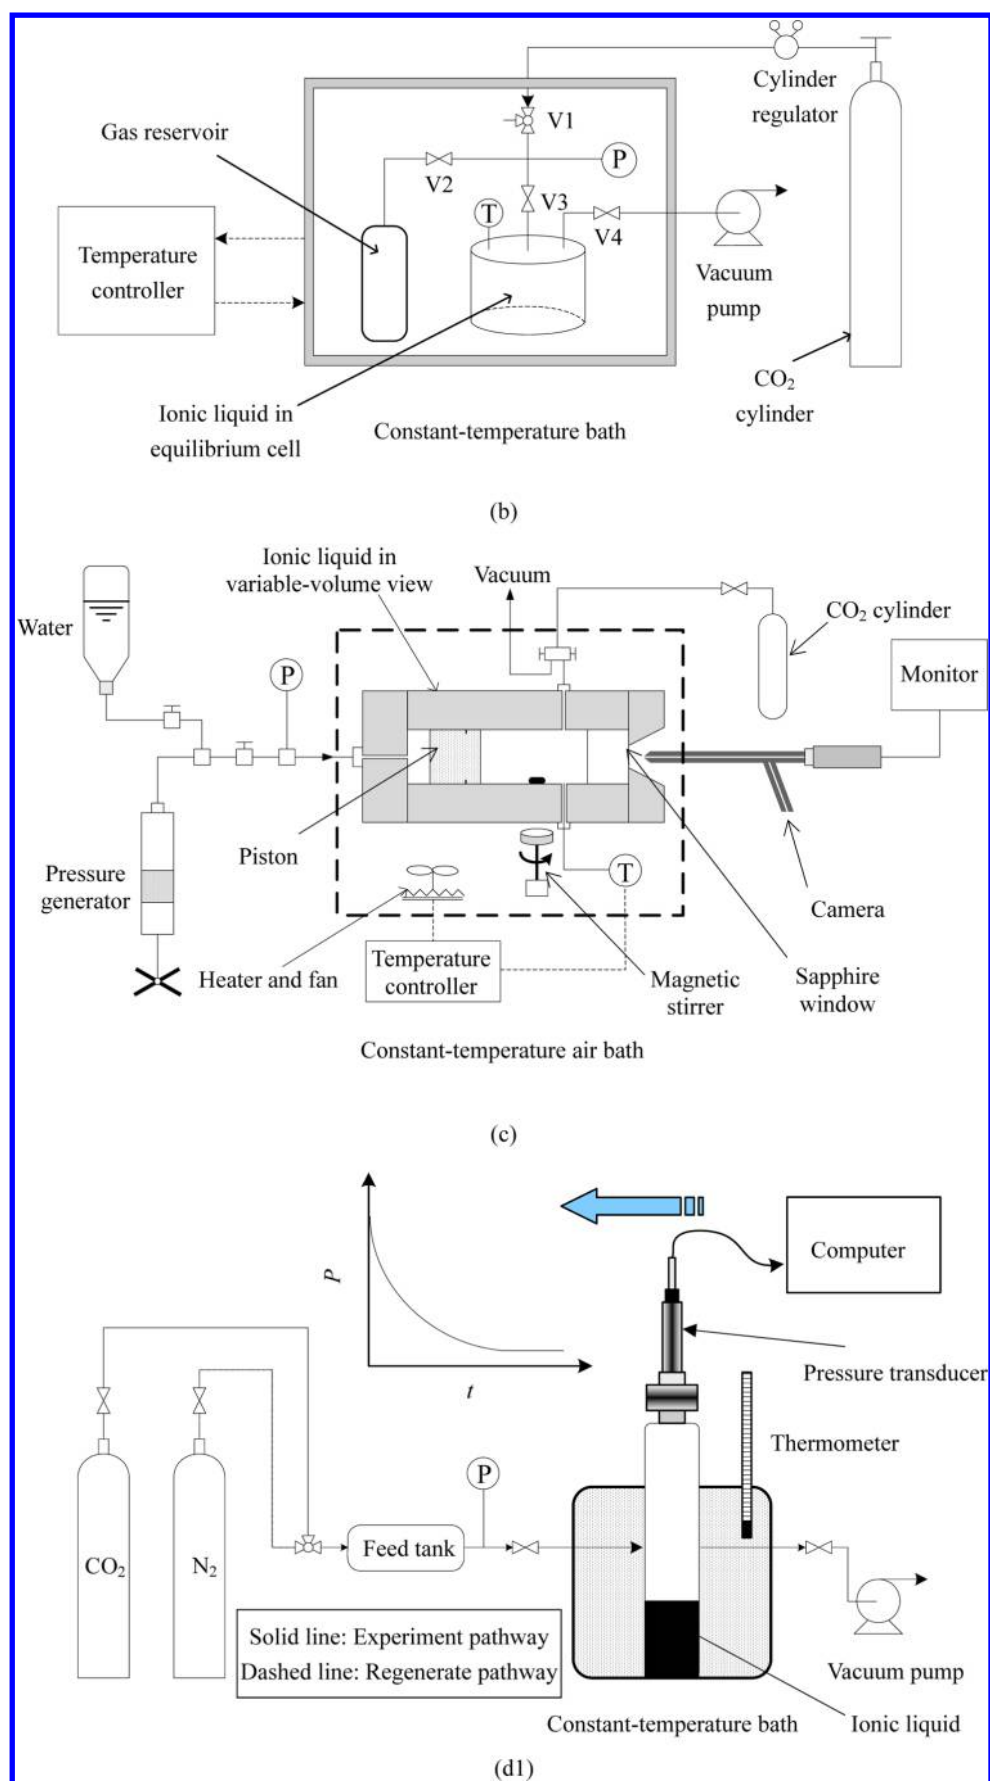 Cylinder
regulator
V1
Gas reservoir
P
V2
V3
T
V4
Temperature
controller
Vacuum
pump
CO₂
cylinder
Ionic liquid in
equilibrium cell
Constant-temperature bath
(b)
Ionic liquid in
variable-volume view
Vacuum
CO₂ cylinder
Water
P
Monitor
Piston
Pressure
generator
T
Camera
Heater and fan
Temperature
controller
Magnetic
stirrer
Sapphire
window
Constant-temperature air bath
(c)
Computer
P
t
Pressure transducer
Thermometer
P
CO₂
N₂
Feed tank
Solid line: Experiment pathway
Dashed line: Regenerate pathway
Vacuum pump
Constant-temperature bath
Ionic liquid
(d1)